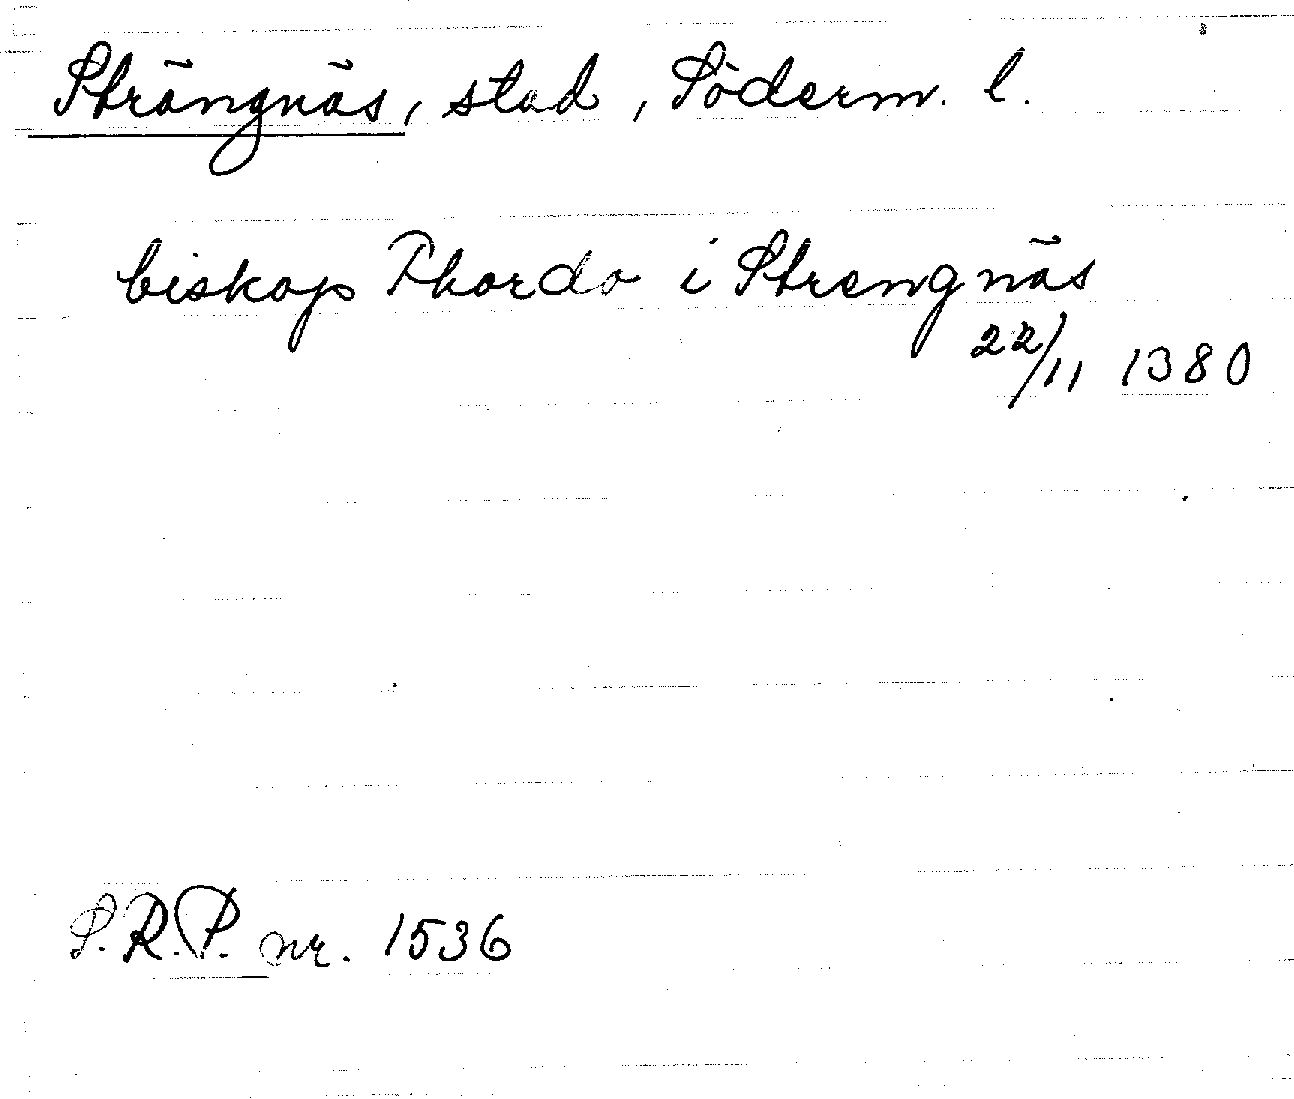 Strängnäs, stad, Söderm. l.
biskop Thordo i Strengnäs
22/11 1380
S.R.P. nr. 1536